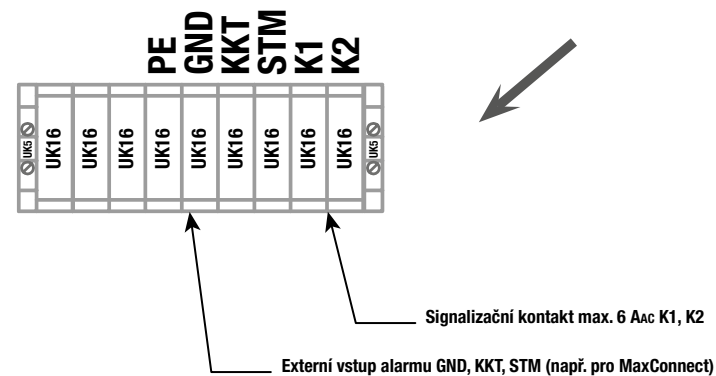 PE
GND
KKT
STM
K1
K2
UK5
UK16
UK16
UK16
UK16
UK16
UK16
UK16
UK16
UK16
UK5
Signalizační kontakt max. 6 AAC K1, K2
Externí vstup alarmu GND, KKT, STM (např. pro MaxConnect)